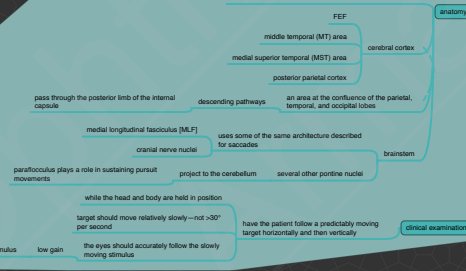 anatomy
FEF
middle temporal (MT) area
cerebral cortex
medial superior temporal (MST) area
posterior parietal cortex
pass through the posterior limb of the internal
capsule
descending pathways
an area at the confluence of the parietal,
temporal, and occipital lobes
medial longitudinal fasciculus [MLF]
uses some of the same architecture described
for saccades
cranial nerve nuclei
brainstem
paraflocculus plays a role in sustaining pursuit
movements
project to the cerebellum
several other pontine nuclei
while the head and body are held in position
target should move relatively slowly—not >30°
per second
have the patient follow a predictably moving
target horizontally and then vertically
clinical examination
mulus
low gain
the eyes should accurately follow the slowly
moving stimulus